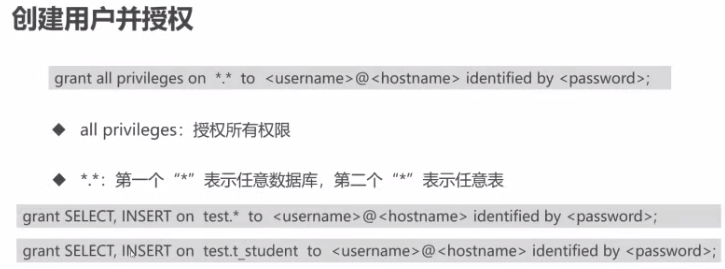 创建用户并授权
grant all privileges on *.* to <username>@<hostname> identified by <password>;
◆ all privileges：授权所有权限
◆ *.*：第一个“*”表示任意数据库，第二个“*”表示任意表
grant SELECT, INSERT on test.* to <username>@<hostname> identified by <password>;
grant SELECT, INSERT on test.t_student to <username>@<hostname> identified by <password>;